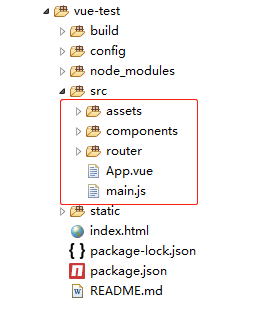 vue-test
build
config
node_modules
src
assets
components
router
App.vue
main.js
static
index.html
package-lock.json
package.json
README.md